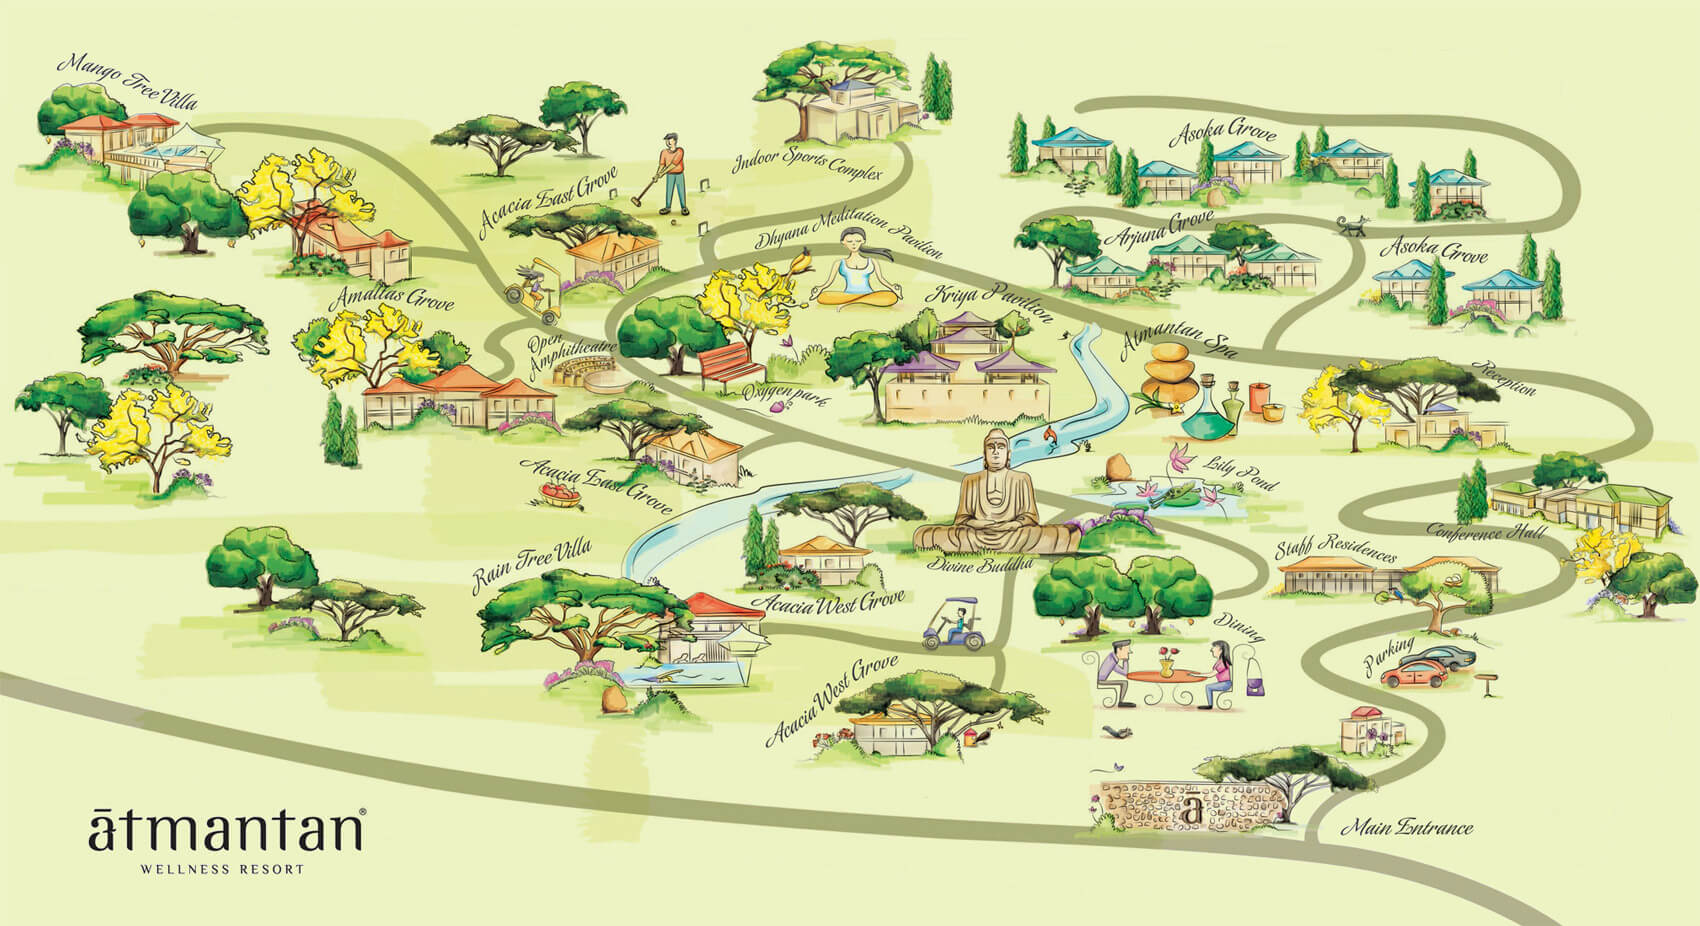 Mango Tree Villa
Indoor Sports Complex
Asoka Grove
Acacia East Grove
Dhyana Meditation Pavilion
Arjuna Grove
Asoka Grove
Amaltas Grove
Kriya Pavilion
Open
Amphitheatre
Atmantan Spa
Oxygen park
Reception
Acacia East Grove
Lily Pond
Conference Hall
Staff Residences
Rain Tree Villa
Divine Buddha
Acacia West Grove
Dining
Parking
Acacia West Grove
ā
Main Entrance
ātmantan®
WELLNESS RESORT